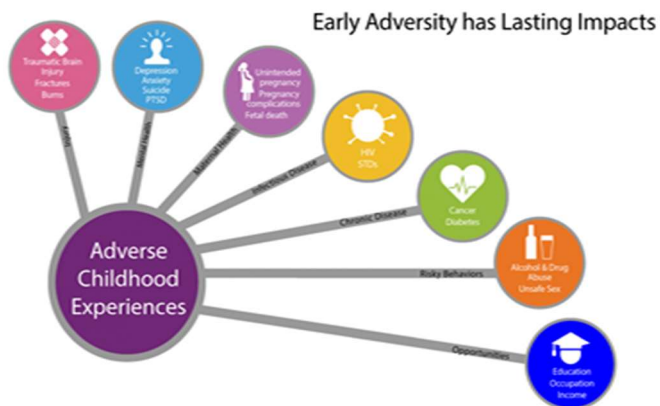 Early Adversity has Lasting Impacts
Traumatic Brain
Injury
Fractures
Burns
Depression
Anxiety
Suicide
PTSD
Unintended
pregnancy
Pregnancy
complications
Fetal death
HIV
STDs
Cancer
Diabetes
Alcohol & Drug
Abuse
Unsafe Sex
Education
Occupation
Income
Mental Health
Maternal Health
Infectious Disease
Chronic Disease
Risky Behaviors
Opportunities
Adverse
Childhood
Experiences